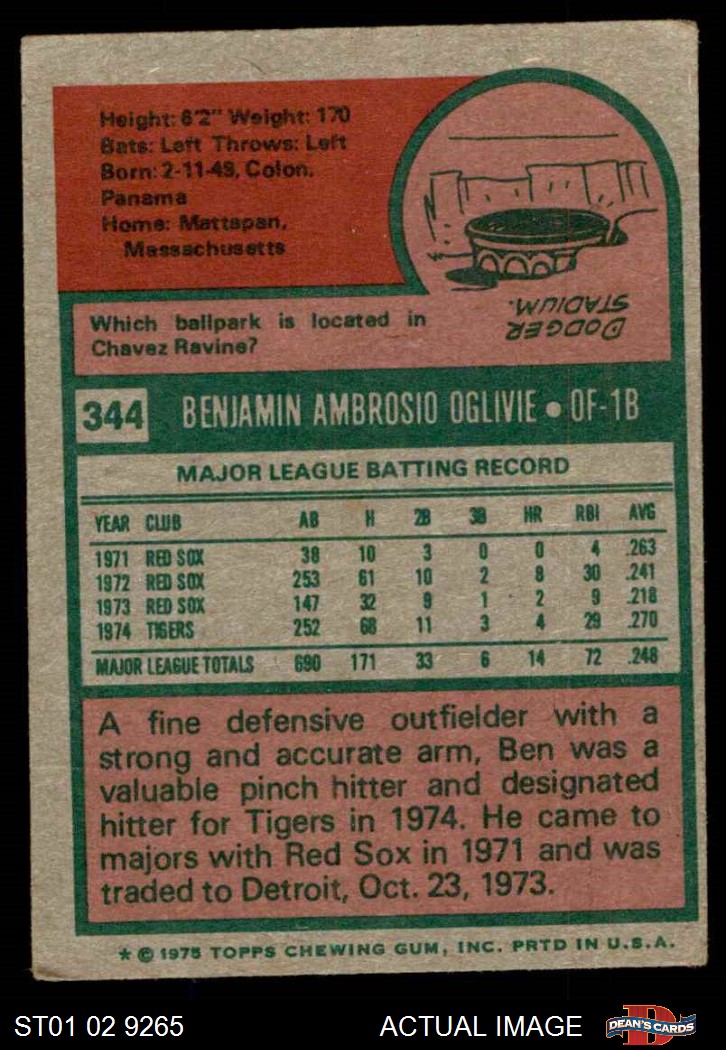 Height: 6'2" Weight: 170
Bats: Left Throws: Left
Born: 2-11-49, Colon,
Panama
Home: Mattapan,
Massachusetts
DODGER
STADIUM.
Which ballpark is located in
Chavez Ravine?
344 BENJAMIN AMBROSIO OGLIVIE • OF-1B
MAJOR LEAGUE BATTING RECORD
YEAR CLUB AB H 2B 3B HR RBI AVG
1971 RED SOX 38 10 3 0 0 4 .263
1972 RED SOX 253 61 10 2 8 30 .241
1973 RED SOX 147 32 9 1 2 9 .218
1974 TIGERS 252 68 11 3 4 29 .270
MAJOR LEAGUE TOTALS 690 171 33 6 14 72 .248
A fine defensive outfielder with a
strong and accurate arm, Ben was a
valuable pinch hitter and designated
hitter for Tigers in 1974. He came to
majors with Red Sox in 1971 and was
traded to Detroit, Oct. 23, 1973.
* © 1975 TOPPS CHEWING GUM, INC. PRTD IN U.S.A.
ST01 02 9265 ACTUAL IMAGE DEAN'S CARDS